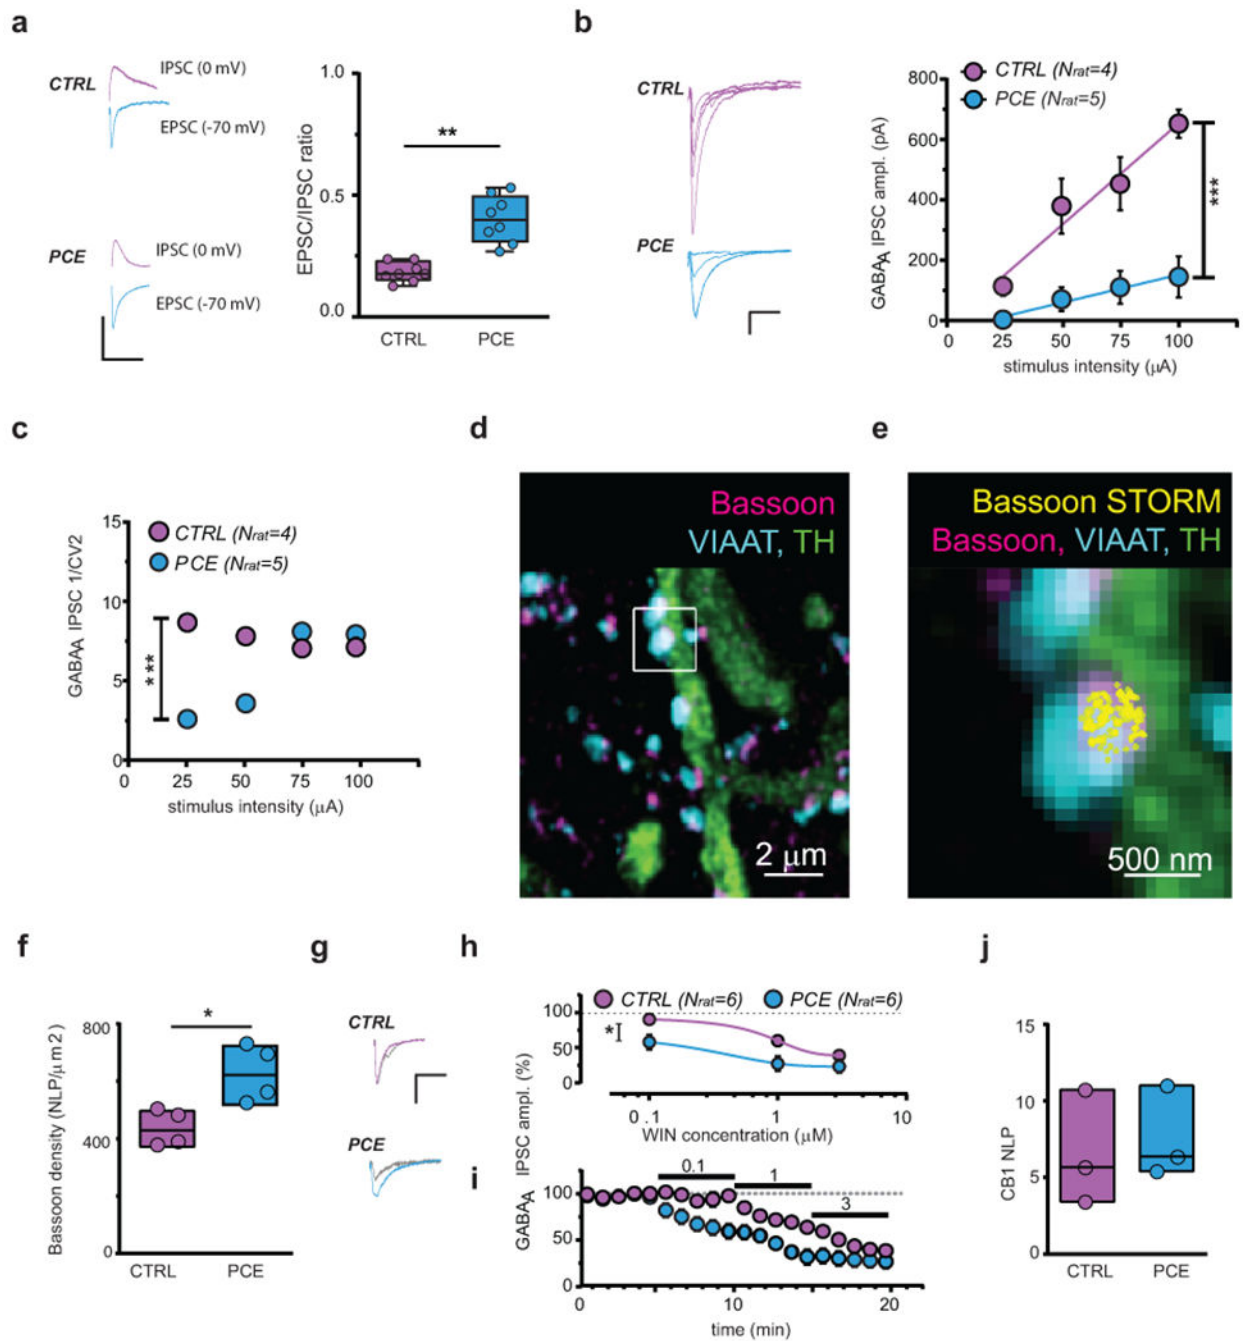 a
CTRL
IPSC (0 mV)
EPSC (-70 mV)
PCE
IPSC (0 mV)
EPSC (-70 mV)
EPSC/IPSC ratio
1.0
0.5
0.0
**
CTRL
PCE
b
CTRL
PCE
GABAA IPSC ampl. (pA)
800
600
400
200
0
CTRL (Nrat=4)
PCE (Nrat=5)
***
0
25
50
75
100
stimulus intensity (µA)
c
GABAA IPSC 1/CV2
15
10
5
0
CTRL (Nrat=4)
PCE (Nrat=5)
***
0
25
50
75
100
stimulus intensity (µA)
d
Bassoon
VIAAT, TH
2 µm
e
Bassoon STORM
Bassoon, VIAAT, TH
500 nm
f
Bassoon density (NLP/µm2)
800
400
0
*
CTRL
PCE
g
CTRL
PCE
h
CTRL (Nrat=6)
PCE (Nrat=6)
100
50
0
*
0.1
1
10
WIN concentration (µM)
GABAA IPSC ampl. (%)
i
100
50
0
0.1
1
3
0
10
20
time (min)
j
CB1 NLP
15
10
5
0
CTRL
PCE